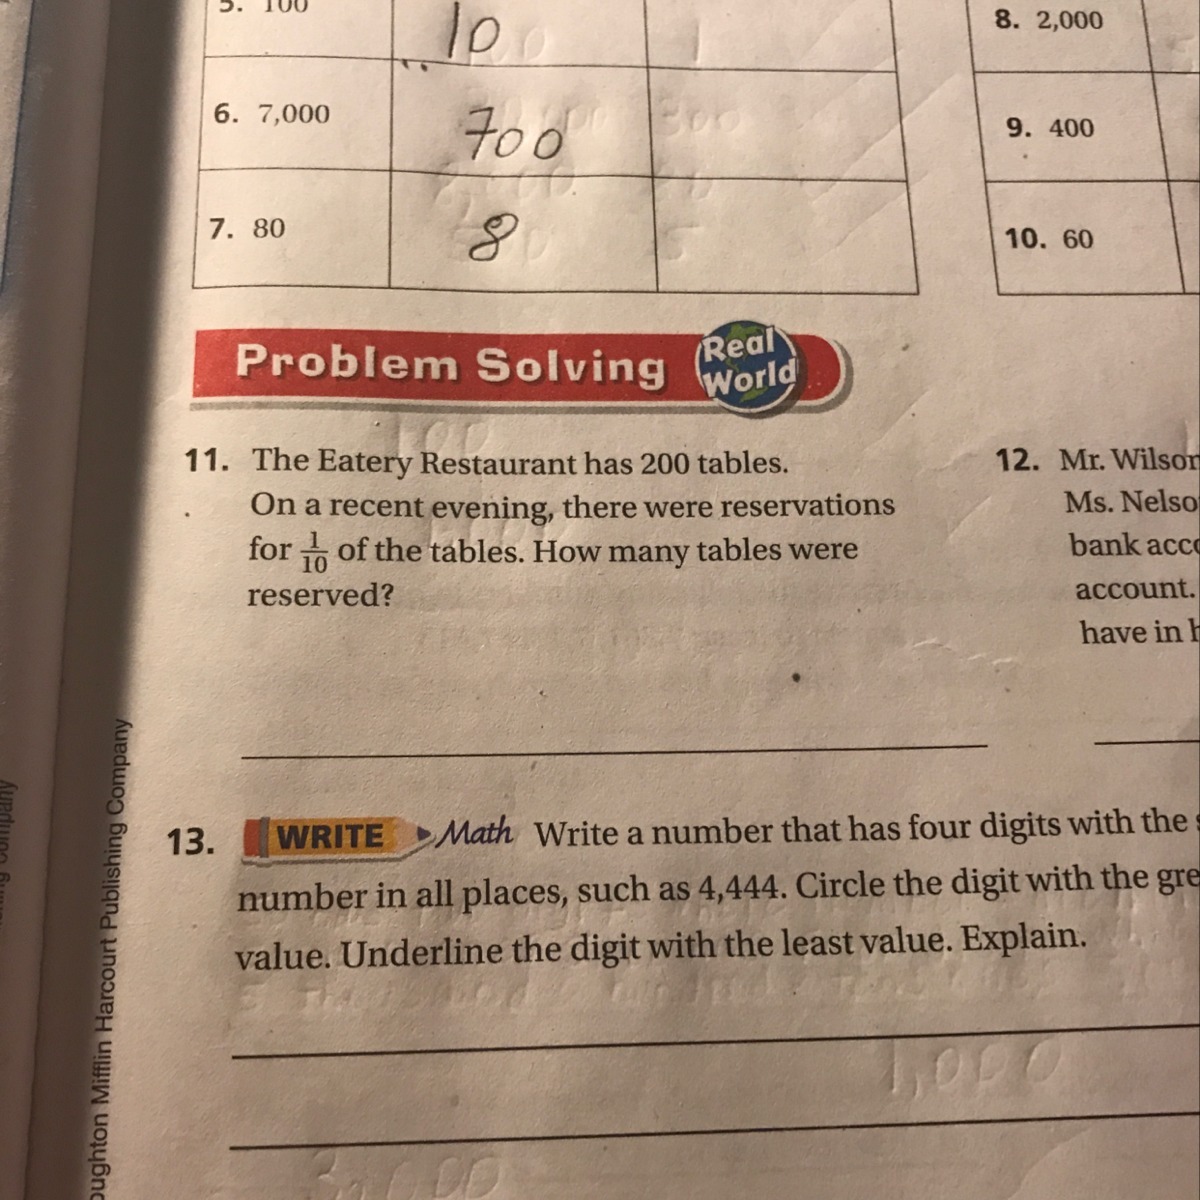 5. 100 10 8. 2,000
6. 7,000 700 9. 400
7. 80 8 10. 60
Problem Solving Real World
11. The Eatery Restaurant has 200 tables.
On a recent evening, there were reservations
for 1/10 of the tables. How many tables were
reserved?
12. Mr. Wilson
Ms. Nelso
bank acco
account.
have in h
13. WRITE Math Write a number that has four digits with the s
number in all places, such as 4,444. Circle the digit with the gre
value. Underline the digit with the least value. Explain.
1,000
oughton Mifflin Harcourt Publishing Company